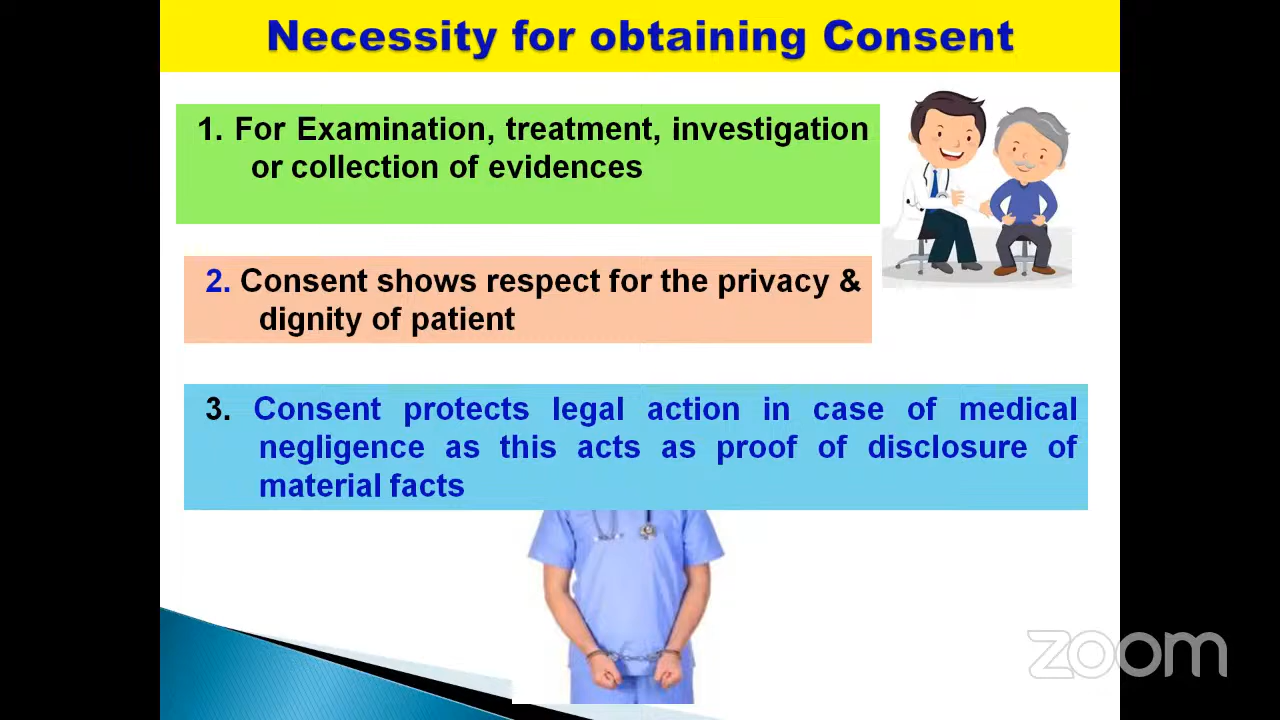 Necessity for obtaining Consent
1. For Examination, treatment, investigation
or collection of evidences
2. Consent shows respect for the privacy &
dignity of patient
3. Consent protects legal action in case of medical
negligence as this acts as proof of disclosure of
material facts
zoom